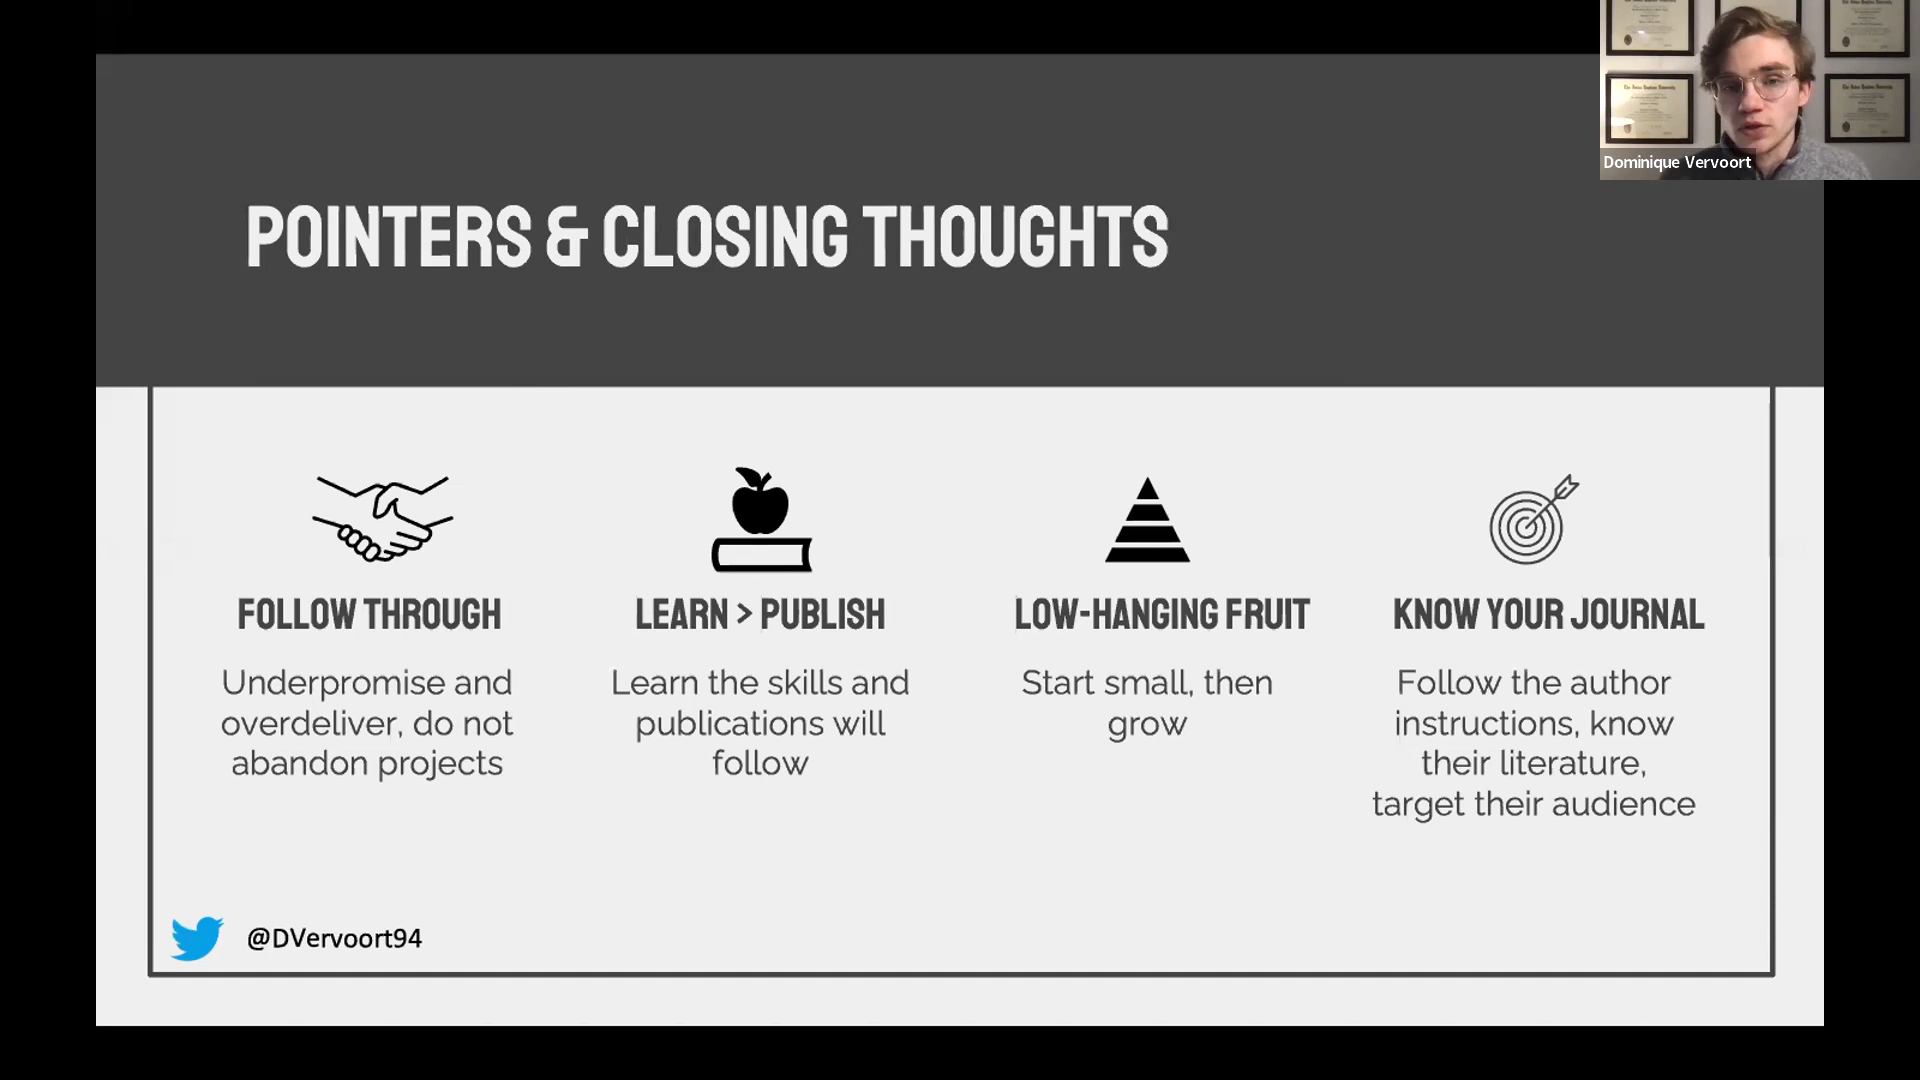 POINTERS & CLOSING THOUGHTS
Dominique Vervoort
FOLLOW THROUGH
Underpromise and
overdeliver, do not
abandon projects
LEARN > PUBLISH
Learn the skills and
publications will
follow
LOW-HANGING FRUIT
Start small, then
grow
KNOW YOUR JOURNAL
Follow the author
instructions, know
their literature,
target their audience
@DVervoort94